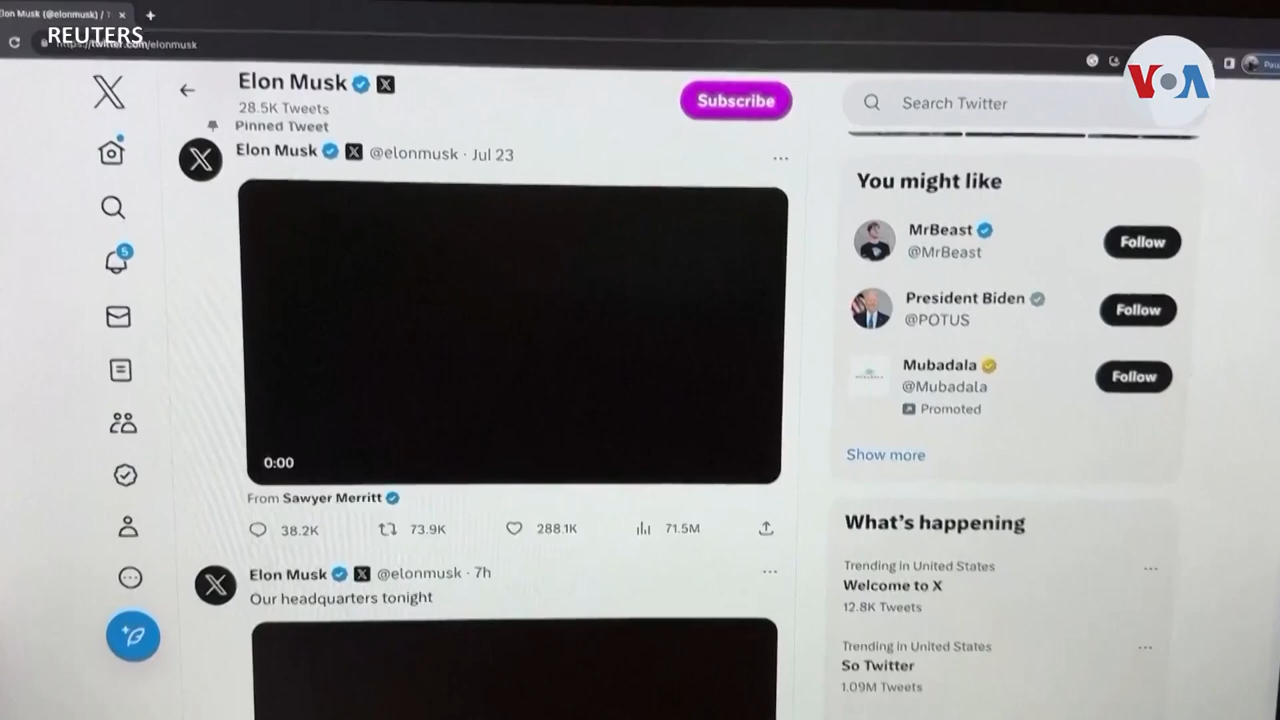 Elon Musk (@elonmusk) /
REUTERS
https://twitter.com/elonmusk
VOA
Elon Musk
28.5K Tweets
Subscribe
Search Twitter
Pinned Tweet
Elon Musk @elonmusk · Jul 23
0:00
From Sawyer Merritt
38.2K 73.9K 288.1K 71.5M
Elon Musk @elonmusk · 7h
Our headquarters tonight
5
You might like
MrBeast
@MrBeast
Follow
President Biden
@POTUS
Follow
Mubadala
@Mubadala
Promoted
Follow
Show more
What's happening
Trending in United States
Welcome to X
12.8K Tweets
Trending in United States
So Twitter
1.09M Tweets